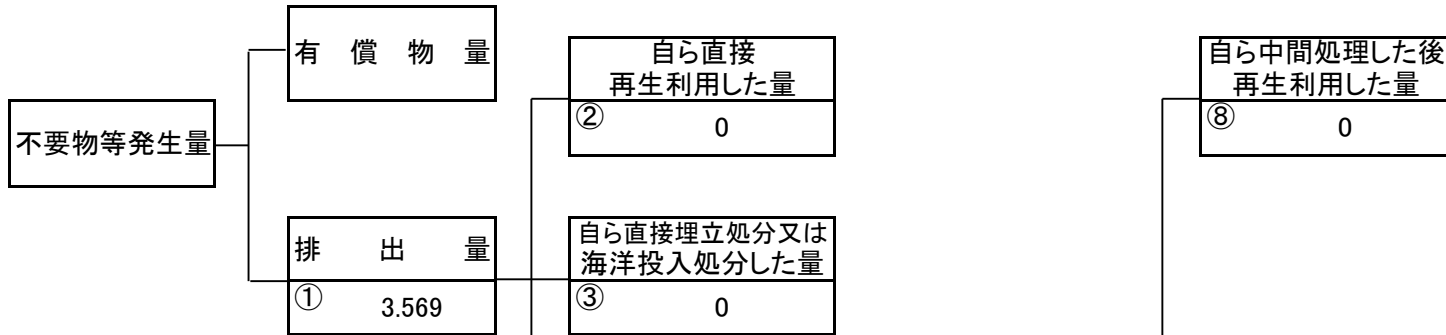 有償物量
自ら直接
再生利用した量
② 0
自ら中間処理した後
再生利用した量
⑧ 0
不要物等発生量
排出量
① 3.569
自ら直接埋立処分又は
海洋投入処分した量
③ 0